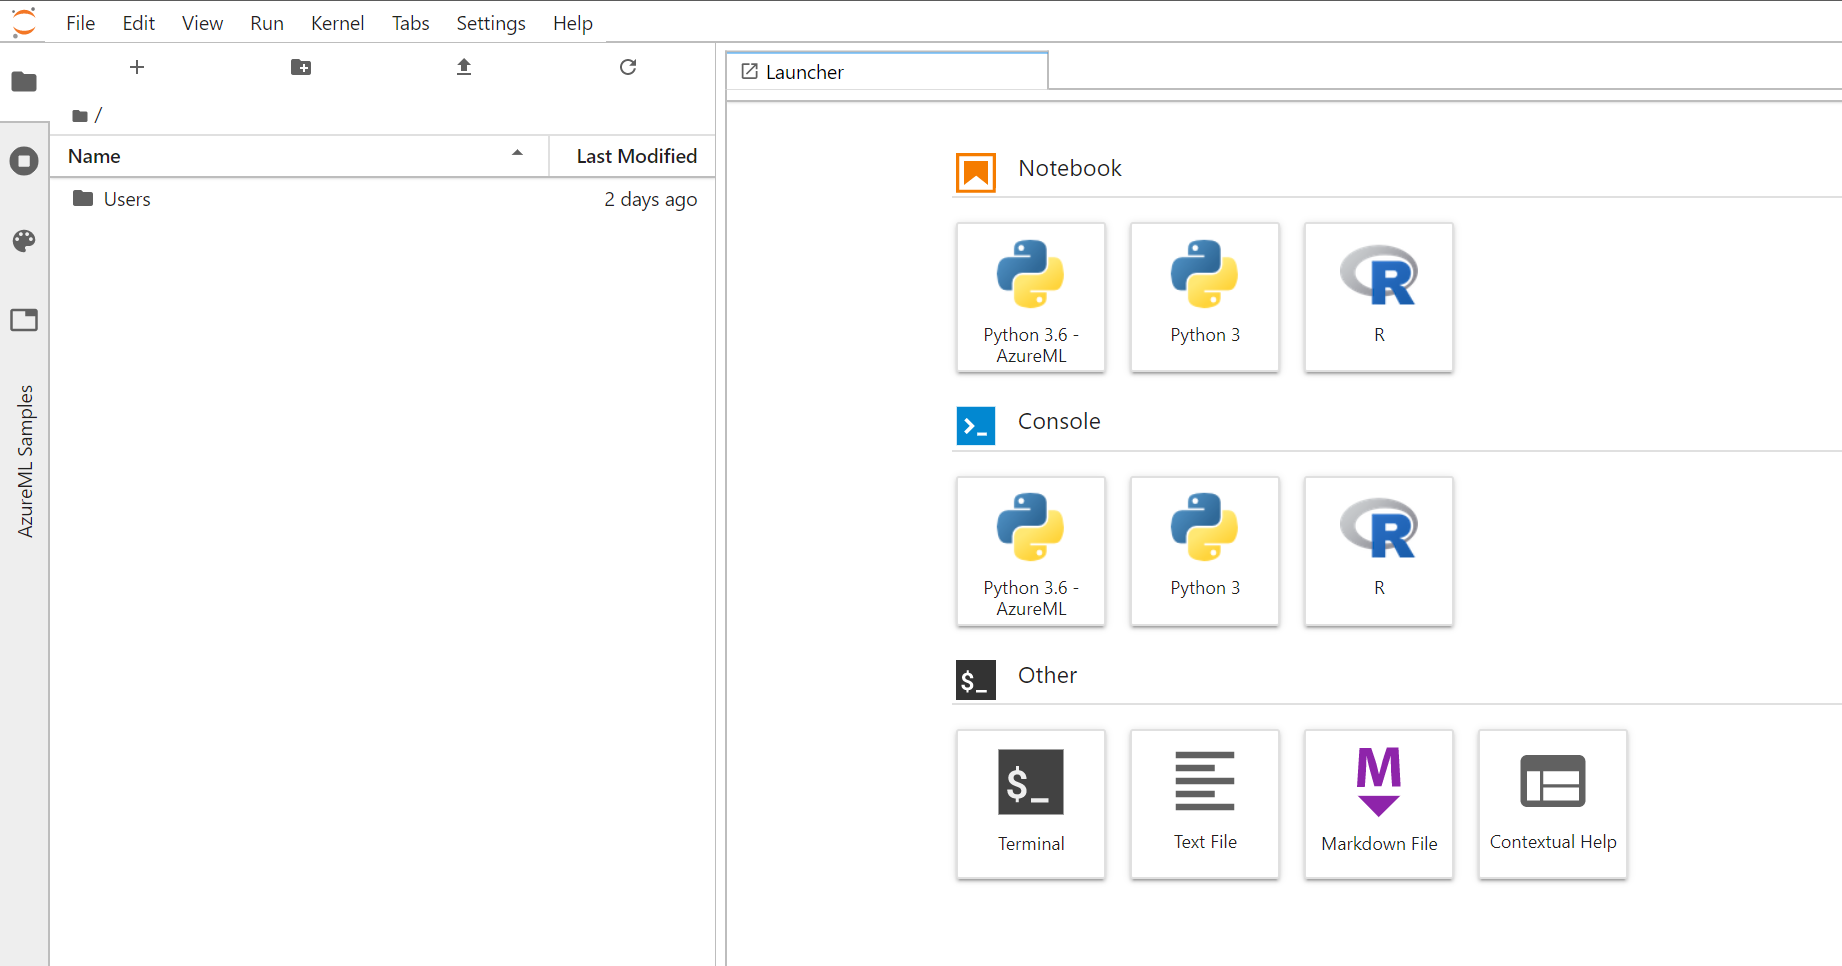 File Edit View Run Kernel Tabs Settings Help
Launcher
/
Name Last Modified
Users 2 days ago
AzureML Samples
Notebook
Python 3.6 -
AzureML
Python 3
R
Console
Python 3.6 -
AzureML
Python 3
R
$_ Other
$_
Terminal
Text File
M
Markdown File
Contextual Help